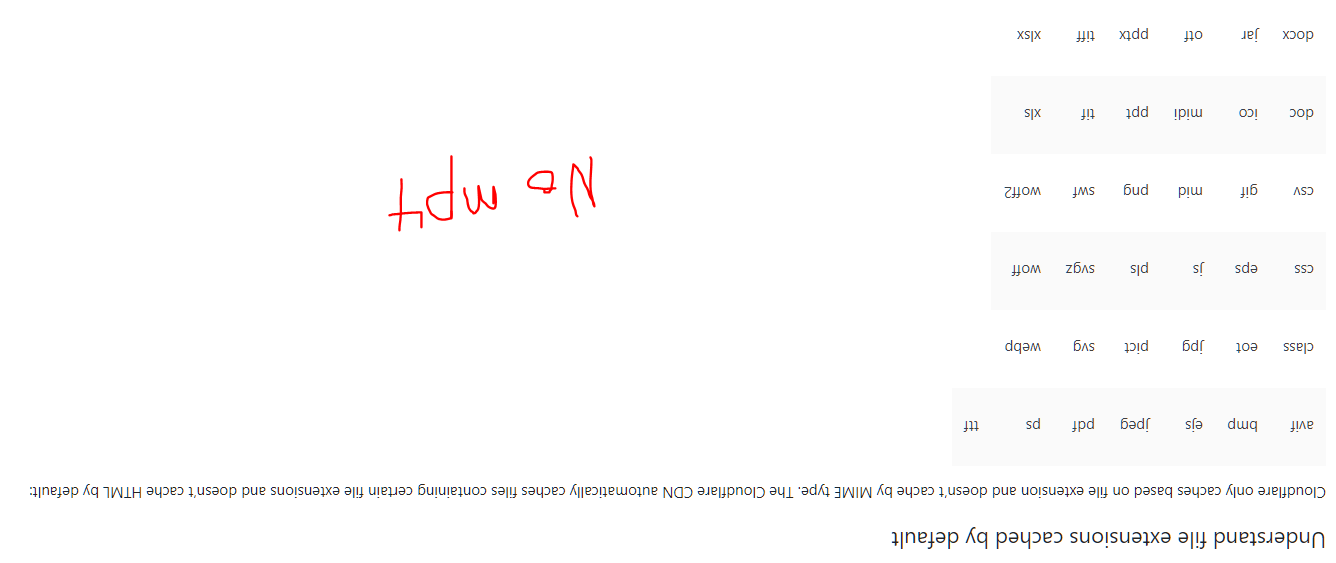 Understand file extensions cached by default
Cloudflare only caches based on file extension and doesn't cache by MIME type. The Cloudflare CDN automatically caches files containing certain file extensions and doesn't cache HTML by default:
avif bmp ejs jpeg pdf ps ttf
class eot jpg pict svg webp
css eps js pls svgz woff
csv gif mid png swf woff2
No mp4
doc ico midi ppt tif xls
docx jar otf pptx tiff xlsx